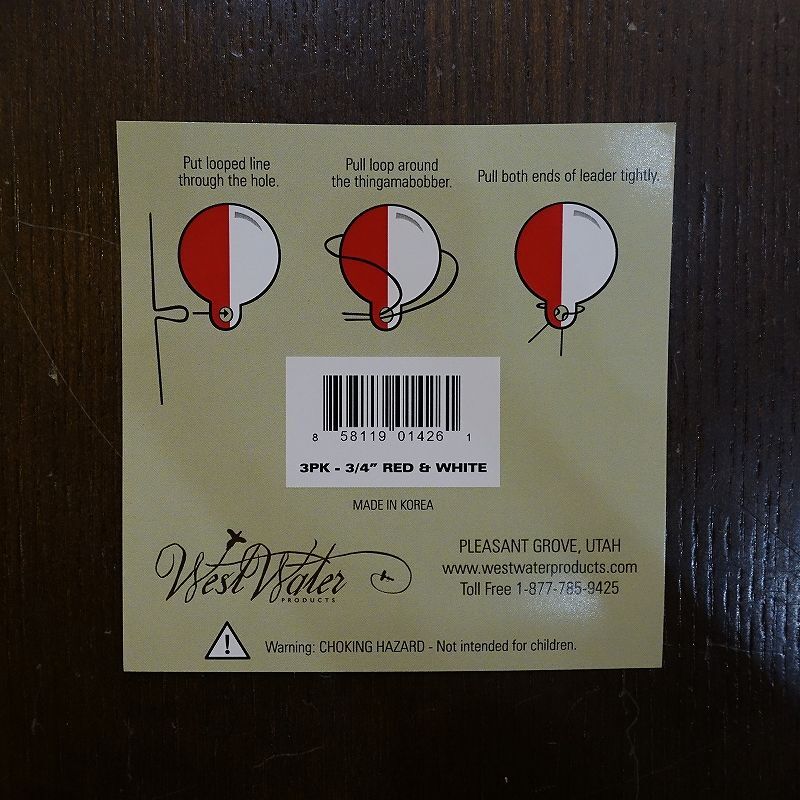 Put looped line
through the hole.
Pull loop around
the thingamabobber.
Pull both ends of leader tightly.
8 58119 01426 1
3PK - 3/4" RED & WHITE
MADE IN KOREA
West Water
PRODUCTS
PLEASANT GROVE, UTAH
www.westwaterproducts.com
Toll Free 1-877-785-9425
! Warning: CHOKING HAZARD - Not intended for children.